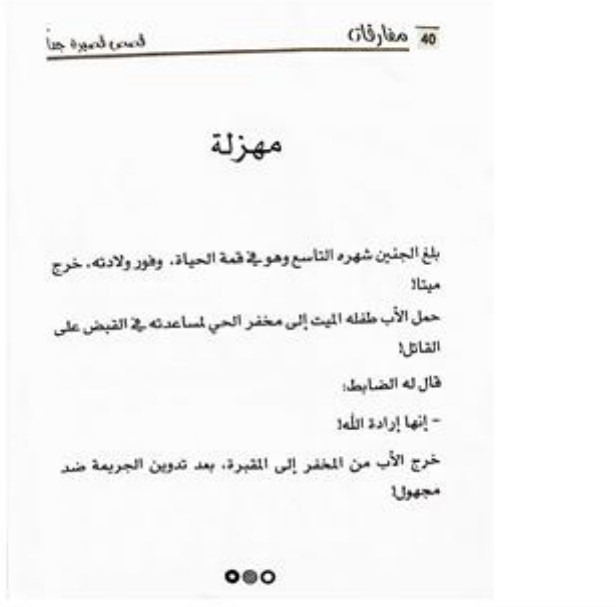 40 مفارقات
قصص قصيرة جداً
مهزلة
بلغ الجنين شهره التاسع وهو في قمة الحياة، وفور ولادته، خرج
ميتا!
حمل الأب طفله الميت إلى مخفر الحي لمساعدته في القبض على
القاتل!
قال له الضابط:
- إنها إرادة الله!
خرج الأب من المخفر إلى المقبرة، بعد تدوين الجريمة ضد
مجهول!